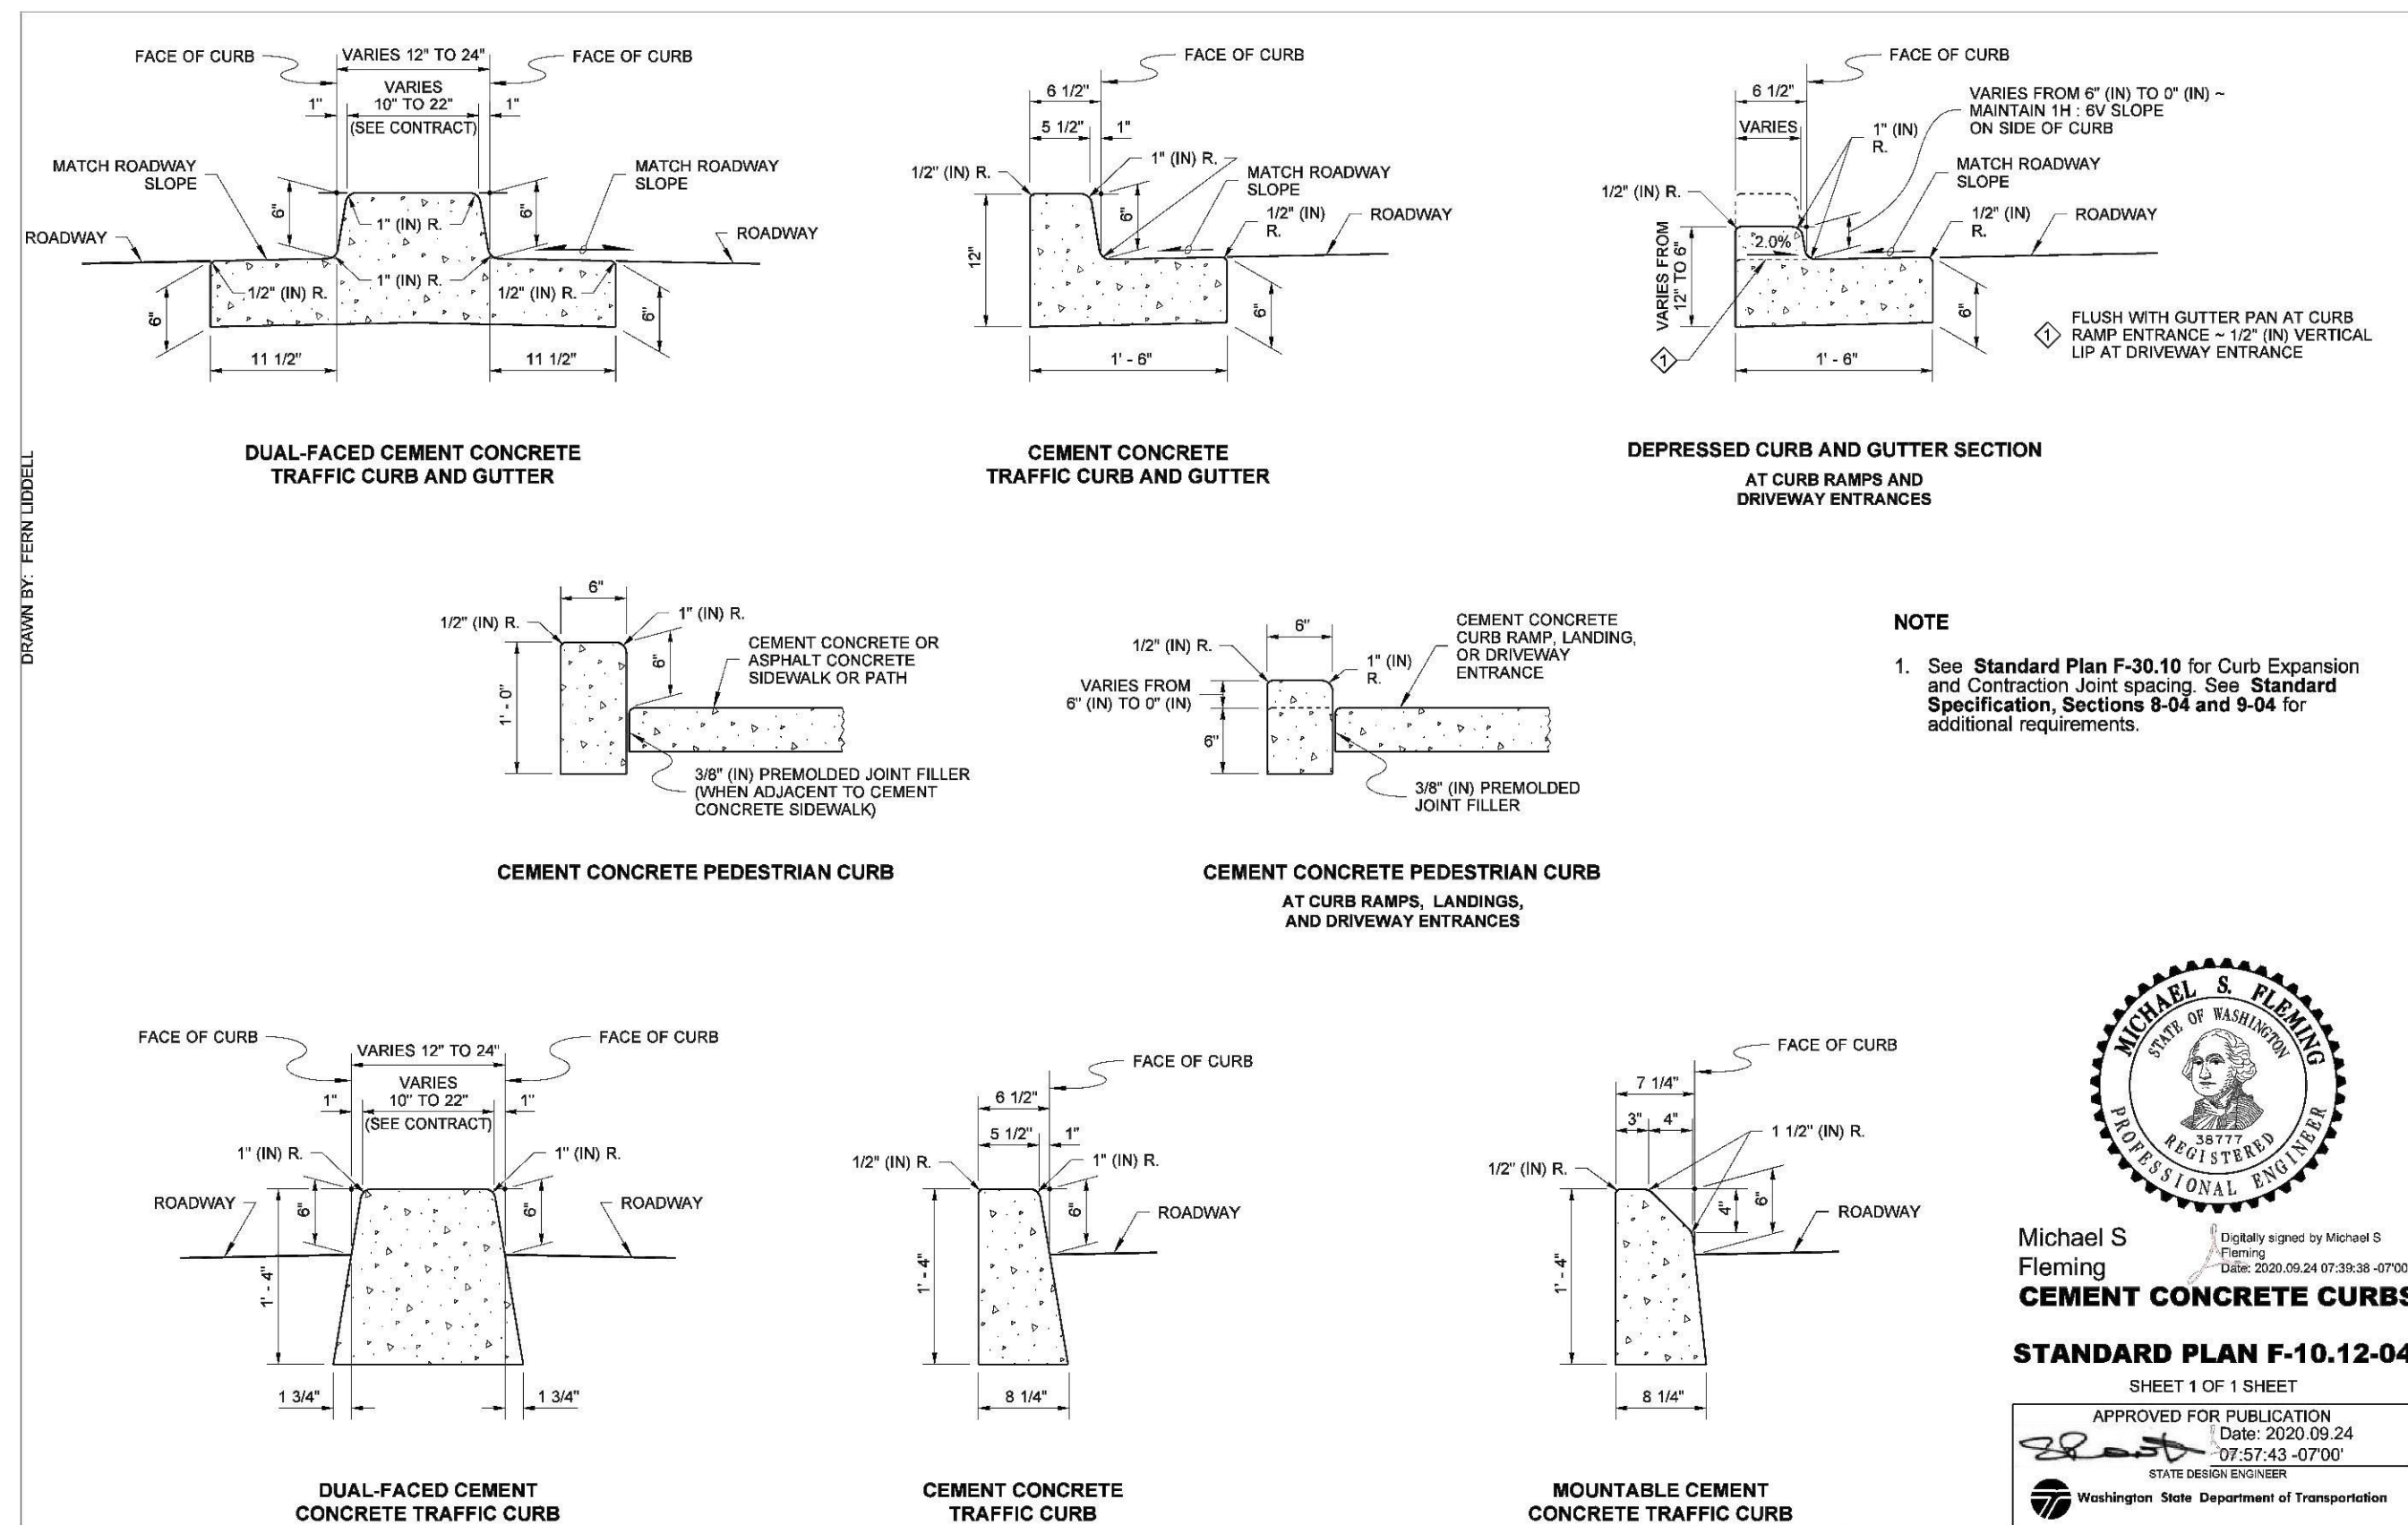 DRAWN BY: FERN LIDDELL
FACE OF CURB
VARIES 12" TO 24"
FACE OF CURB
VARIES
10" TO 22"
(SEE CONTRACT)
1"
1"
MATCH ROADWAY
SLOPE
MATCH ROADWAY
SLOPE
6"
6"
1" (IN) R.
ROADWAY
ROADWAY
1" (IN) R.
1/2" (IN) R.
1/2" (IN) R.
6"
6"
11 1/2"
11 1/2"
DUAL-FACED CEMENT CONCRETE
TRAFFIC CURB AND GUTTER
FACE OF CURB
6 1/2"
5 1/2"
1"
1/2" (IN) R.
1" (IN) R.
MATCH ROADWAY
SLOPE
6"
1/2" (IN)
R.
ROADWAY
12"
6"
1' - 6"
CEMENT CONCRETE
TRAFFIC CURB AND GUTTER
FACE OF CURB
6 1/2"
VARIES
VARIES FROM 6" (IN) TO 0" (IN) ~
MAINTAIN 1H : 6V SLOPE
ON SIDE OF CURB
1" (IN)
R.
MATCH ROADWAY
SLOPE
1/2" (IN) R.
1/2" (IN)
R.
ROADWAY
2.0%
VARIES FROM
12" TO 6"
6"
1
1' - 6"
1
FLUSH WITH GUTTER PAN AT CURB
RAMP ENTRANCE ~ 1/2" (IN) VERTICAL
LIP AT DRIVEWAY ENTRANCE
DEPRESSED CURB AND GUTTER SECTION
AT CURB RAMPS AND
DRIVEWAY ENTRANCES
6"
1/2" (IN) R.
1" (IN) R.
CEMENT CONCRETE OR
ASPHALT CONCRETE
SIDEWALK OR PATH
6"
1' - 0"
3/8" (IN) PREMOLDED JOINT FILLER
(WHEN ADJACENT TO CEMENT
CONCRETE SIDEWALK)
CEMENT CONCRETE PEDESTRIAN CURB
6"
1/2" (IN) R.
1" (IN)
R.
CEMENT CONCRETE
CURB RAMP, LANDING,
OR DRIVEWAY
ENTRANCE
VARIES FROM
6" (IN) TO 0" (IN)
6"
3/8" (IN) PREMOLDED
JOINT FILLER
CEMENT CONCRETE PEDESTRIAN CURB
AT CURB RAMPS, LANDINGS,
AND DRIVEWAY ENTRANCES
NOTE
1. See Standard Plan F-30.10 for Curb Expansion
and Contraction Joint spacing. See Standard
Specification, Sections 8-04 and 9-04 for
additional requirements.
FACE OF CURB
VARIES 12" TO 24"
FACE OF CURB
VARIES
10" TO 22"
(SEE CONTRACT)
1"
1"
1" (IN) R.
1" (IN) R.
ROADWAY
6"
6"
ROADWAY
1' - 4"
1 3/4"
1 3/4"
DUAL-FACED CEMENT
CONCRETE TRAFFIC CURB
FACE OF CURB
6 1/2"
5 1/2"
1"
1/2" (IN) R.
1" (IN) R.
6"
ROADWAY
1' - 4"
8 1/4"
CEMENT CONCRETE
TRAFFIC CURB
FACE OF CURB
7 1/4"
3"
4"
1 1/2" (IN) R.
1/2" (IN) R.
4"
6"
ROADWAY
1' - 4"
8 1/4"
MOUNTABLE CEMENT
CONCRETE TRAFFIC CURB
MICHAEL S. FLEMING
STATE OF WASHINGTON
38777
REGISTERED
PROFESSIONAL ENGINEER
Michael S
Fleming
Digitally signed by Michael S
Fleming
Date: 2020.09.24 07:39:38 -07'00
CEMENT CONCRETE CURBS
STANDARD PLAN F-10.12-04
SHEET 1 OF 1 SHEET
APPROVED FOR PUBLICATION
Date: 2020.09.24
07:57:43 -07'00'
STATE DESIGN ENGINEER
Washington State Department of Transportation